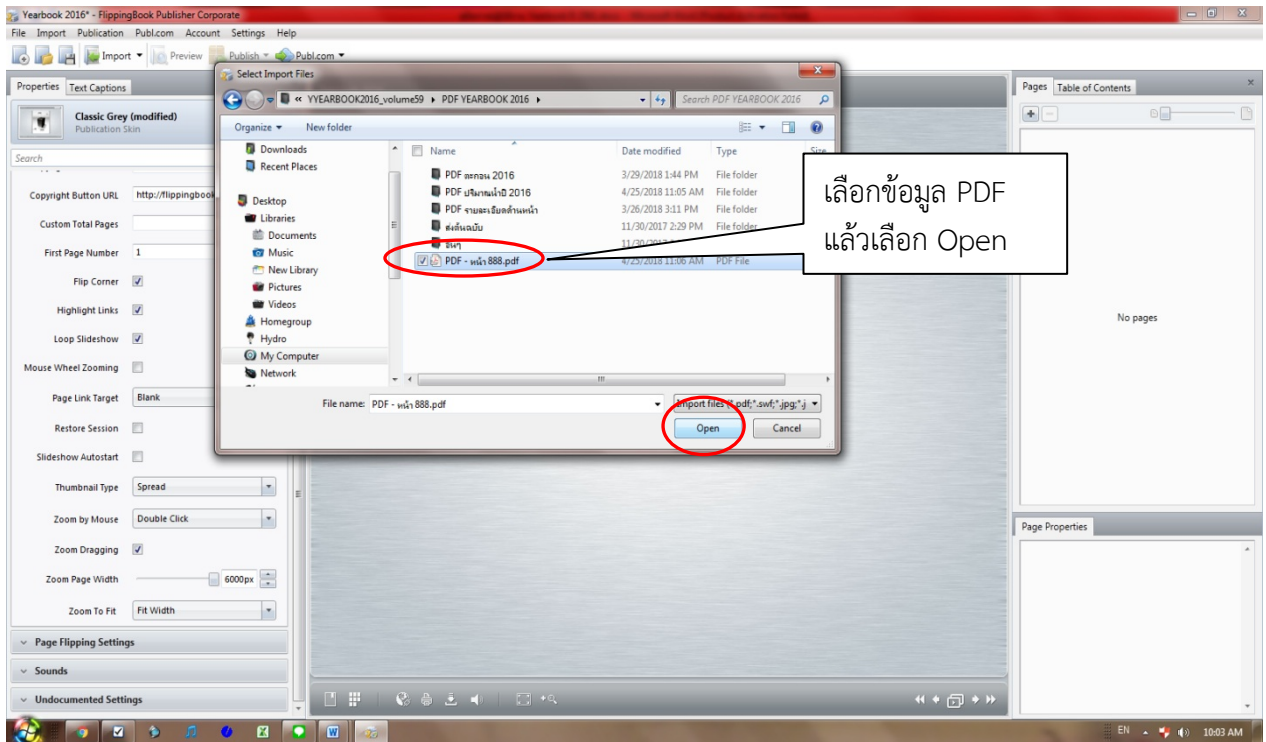 Yearbook 2016* - FlippingBook Publisher Corporate
File Import Publication Publ.com Account Settings Help
Import Preview Publish Publ.com
Properties Text Captions
Classic Grey (modified)
Publication Skin
Search
Copyright Button URL http://flippingbook
Custom Total Pages
First Page Number 1
Flip Corner
Highlight Links
Loop Slideshow
Mouse Wheel Zooming
Page Link Target Blank
Restore Session
Slideshow Autostart
Thumbnail Type Spread
Zoom by Mouse Double Click
Zoom Dragging
Zoom Page Width 6000px
Zoom To Fit Fit Width
Page Flipping Settings
Sounds
Undocumented Settings
Select Import Files
« YYEARBOOK2016_volume59 PDF YEARBOOK 2016
Search PDF YEARBOOK 2016
Organize New folder
Downloads
Recent Places
Desktop
Libraries
Documents
Music
New Library
Pictures
Videos
Homegroup
Hydro
My Computer
Network
Name Date modified Type Size
PDF ตะกอน 2016 3/29/2018 1:44 PM File folder
PDF ปริมาณน้ำปี 2016 4/25/2018 11:05 AM File folder
PDF รายละเอียดด้านหน้า 3/26/2018 3:11 PM File folder
ส่งต้นฉบับ 11/30/2017 2:29 PM File folder
อื่นๆ 11/30/2017
PDF - หน้า 888.pdf 4/25/2018 11:06 AM PDF File
File name: PDF - หน้า 888.pdf
Import files (*.pdf;*.swf;*.jpg;*.j
Open Cancel
เลือกข้อมูล PDF
แล้วเลือก Open
Pages Table of Contents
No pages
Page Properties
EN 10:03 AM